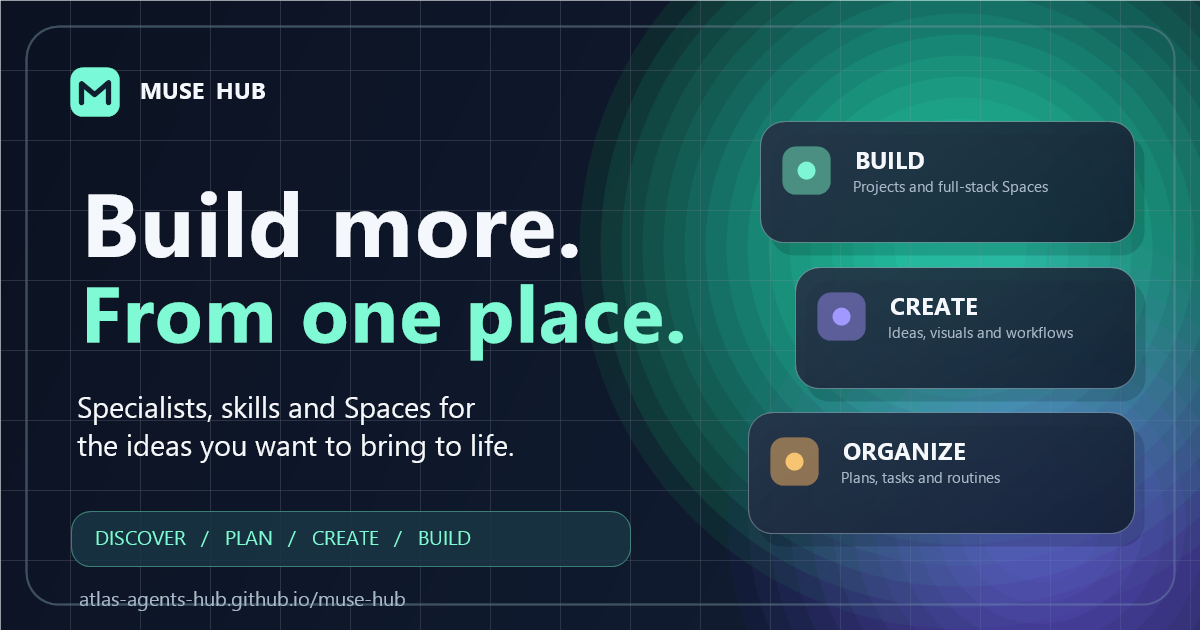 MUSE HUB
Build more.
From one place.
Specialists, skills and Spaces for
the ideas you want to bring to life.
DISCOVER / PLAN / CREATE / BUILD
atlas-agents-hub.github.io/muse-hub
BUILD
Projects and full-stack Spaces
CREATE
Ideas, visuals and workflows
ORGANIZE
Plans, tasks and routines